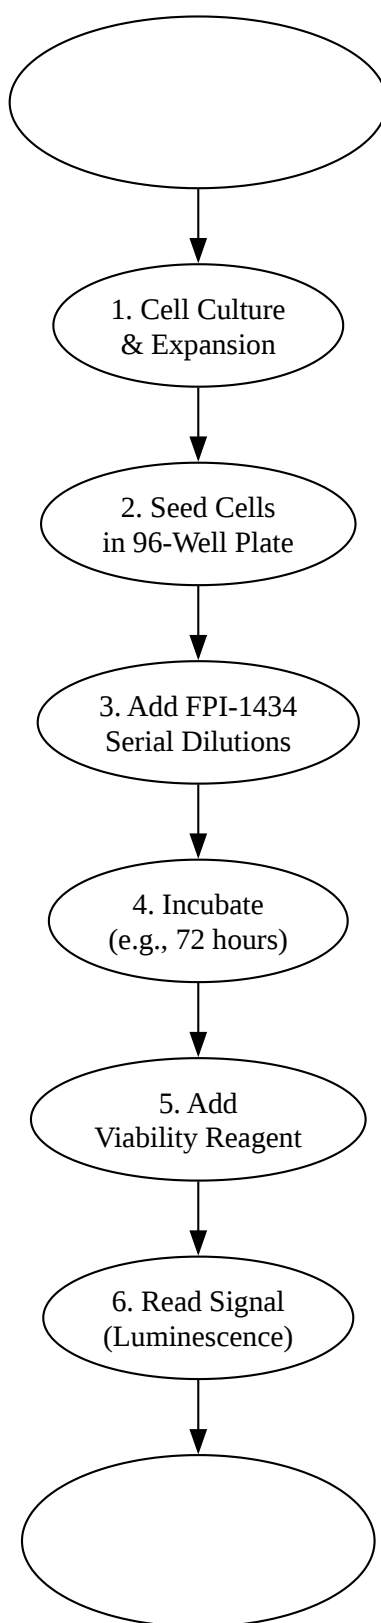 1. Cell Culture
& Expansion
2. Seed Cells
in 96-Well Plate
3. Add FPI-1434
Serial Dilutions
4. Incubate
(e.g., 72 hours)
5. Add
Viability Reagent
6. Read Signal
(Luminescence)